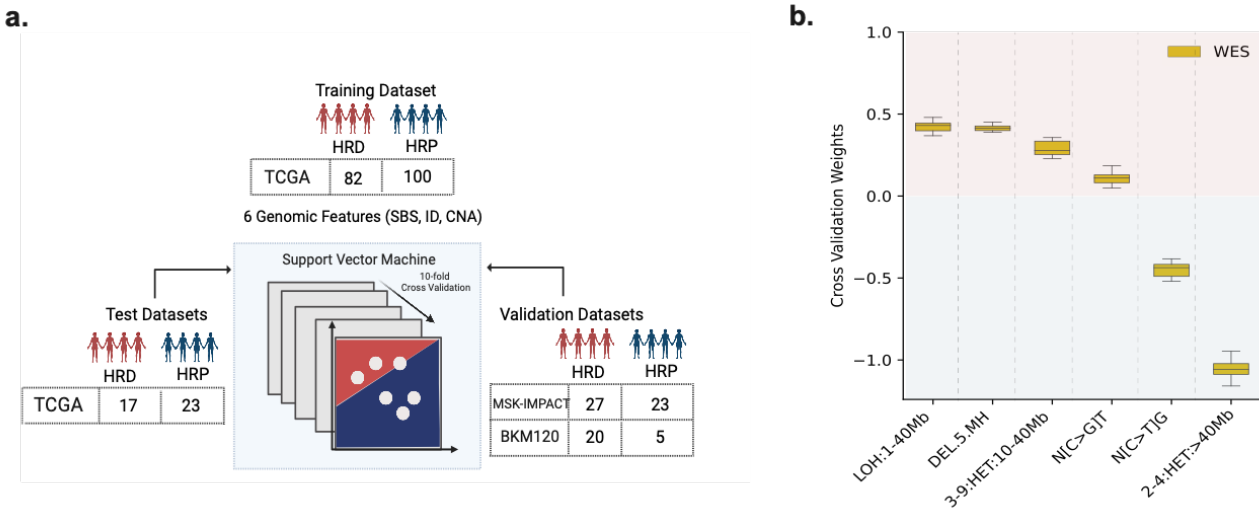 a.
Training Dataset
HRD HRP
TCGA 82 100
6 Genomic Features (SBS, ID, CNA)
Support Vector Machine
10-fold
Cross Validation
Test Datasets
HRD HRP
TCGA 17 23
Validation Datasets
HRD HRP
MSK-IMPACT 27 23
BKM120 20 5
b.
WES
Cross Validation Weights
1.0
0.5
0.0
−0.5
−1.0
LOH:1-40Mb
DEL.5.MH
3-9:HET:10-40Mb
N[C>G]T
N[C>T]G
2-4:HET:>40Mb